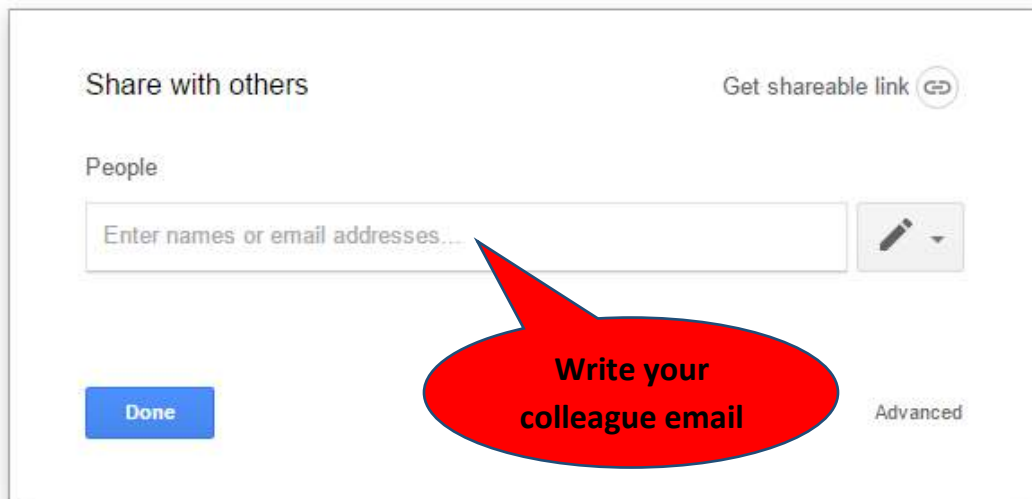 Share with others
Get shareable link
People
Enter names or email addresses...
Write your
colleague email
Done
Advanced